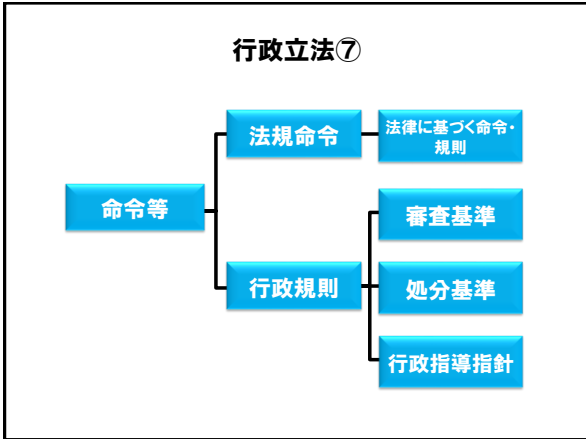 行政立法⑦
法規命令
法律に基づく命令・
規則
命令等
審査基準
行政規則
処分基準
行政指導指針